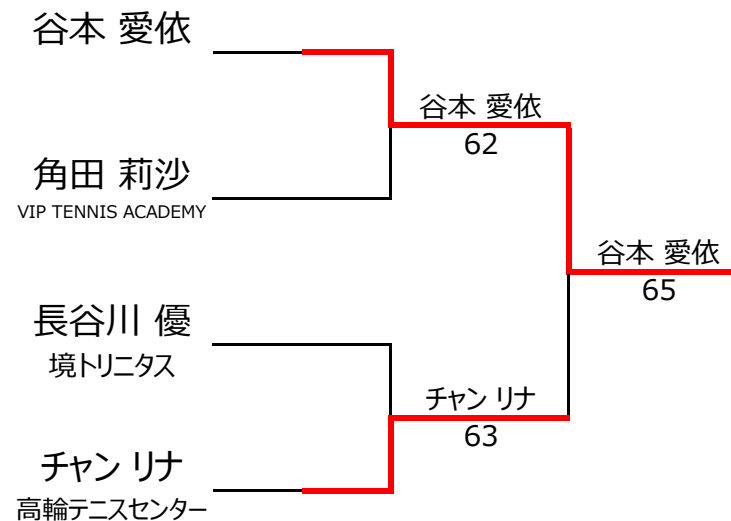 谷本 愛依
谷本 愛依
62
角田 莉沙
VIP TENNIS ACADEMY
谷本 愛依
65
長谷川 優
境トリニタス
チャン リナ
63
チャン リナ
高輪テニスセンター